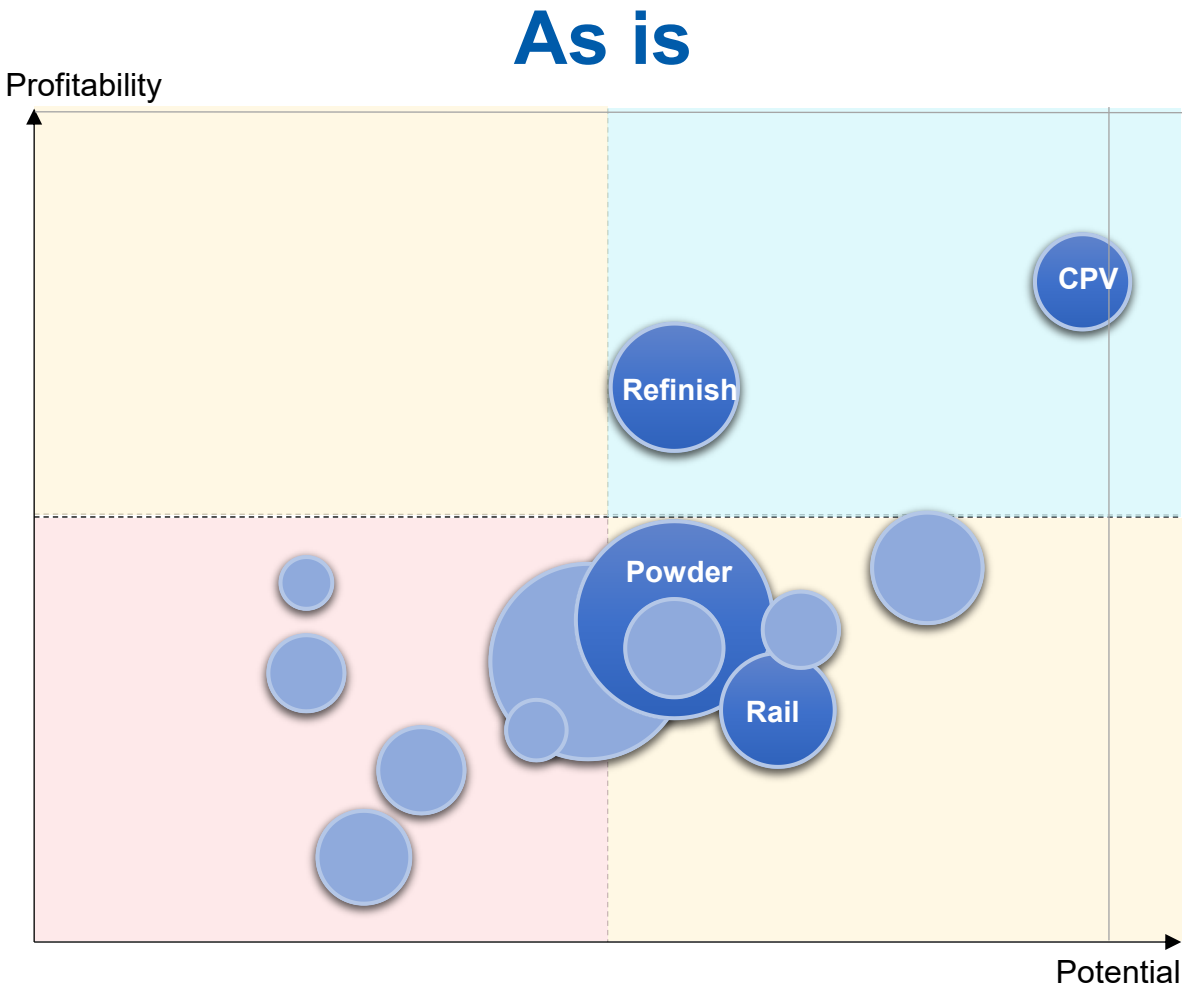 As is
Profitability
CPV
Refinish
Powder
Rail
Potential